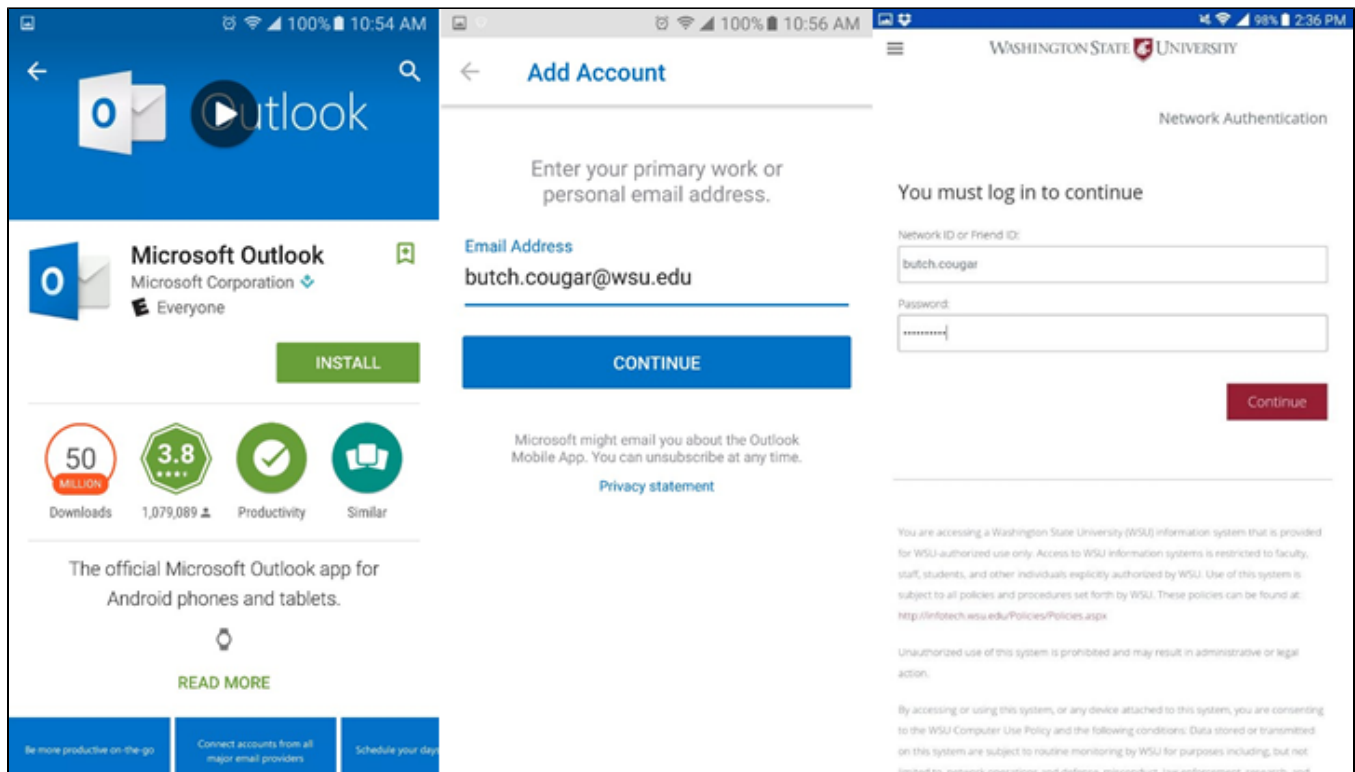 100% 10:54 AM
Outlook
Microsoft Outlook
Microsoft Corporation
E Everyone
INSTALL
50
MILLION
3.8
Downloads
1,079,089
Productivity
Similar
The official Microsoft Outlook app for
Android phones and tablets.
READ MORE
Be more productive on-the-go
Connect accounts from all
major email providers
Schedule your days
100% 10:56 AM
Add Account
Enter your primary work or
personal email address.
Email Address
butch.cougar@wsu.edu
CONTINUE
Microsoft might email you about the Outlook
Mobile App. You can unsubscribe at any time.
Privacy statement
98% 2:36 PM
WASHINGTON STATE UNIVERSITY
Network Authentication
You must log in to continue
Network ID or Friend ID:
butch.cougar
Password:
Continue
You are accessing a Washington State University (WSU) information system that is provided
for WSU-authorized use only. Access to WSU information systems is restricted to faculty,
staff, students, and other individuals explicitly authorized by WSU. Use of this system is
subject to all policies and procedures set forth by WSU. These policies can be found at:
http://infotech.wsu.edu/Policies/Policies.aspx
Unauthorized use of this system is prohibited and may result in administrative or legal
action.
By accessing or using this system, or any device attached to this system, you are consenting
to the WSU Computer Use Policy and the following conditions: Data stored or transmitted
on this system are subject to routine monitoring by WSU for purposes including, but not